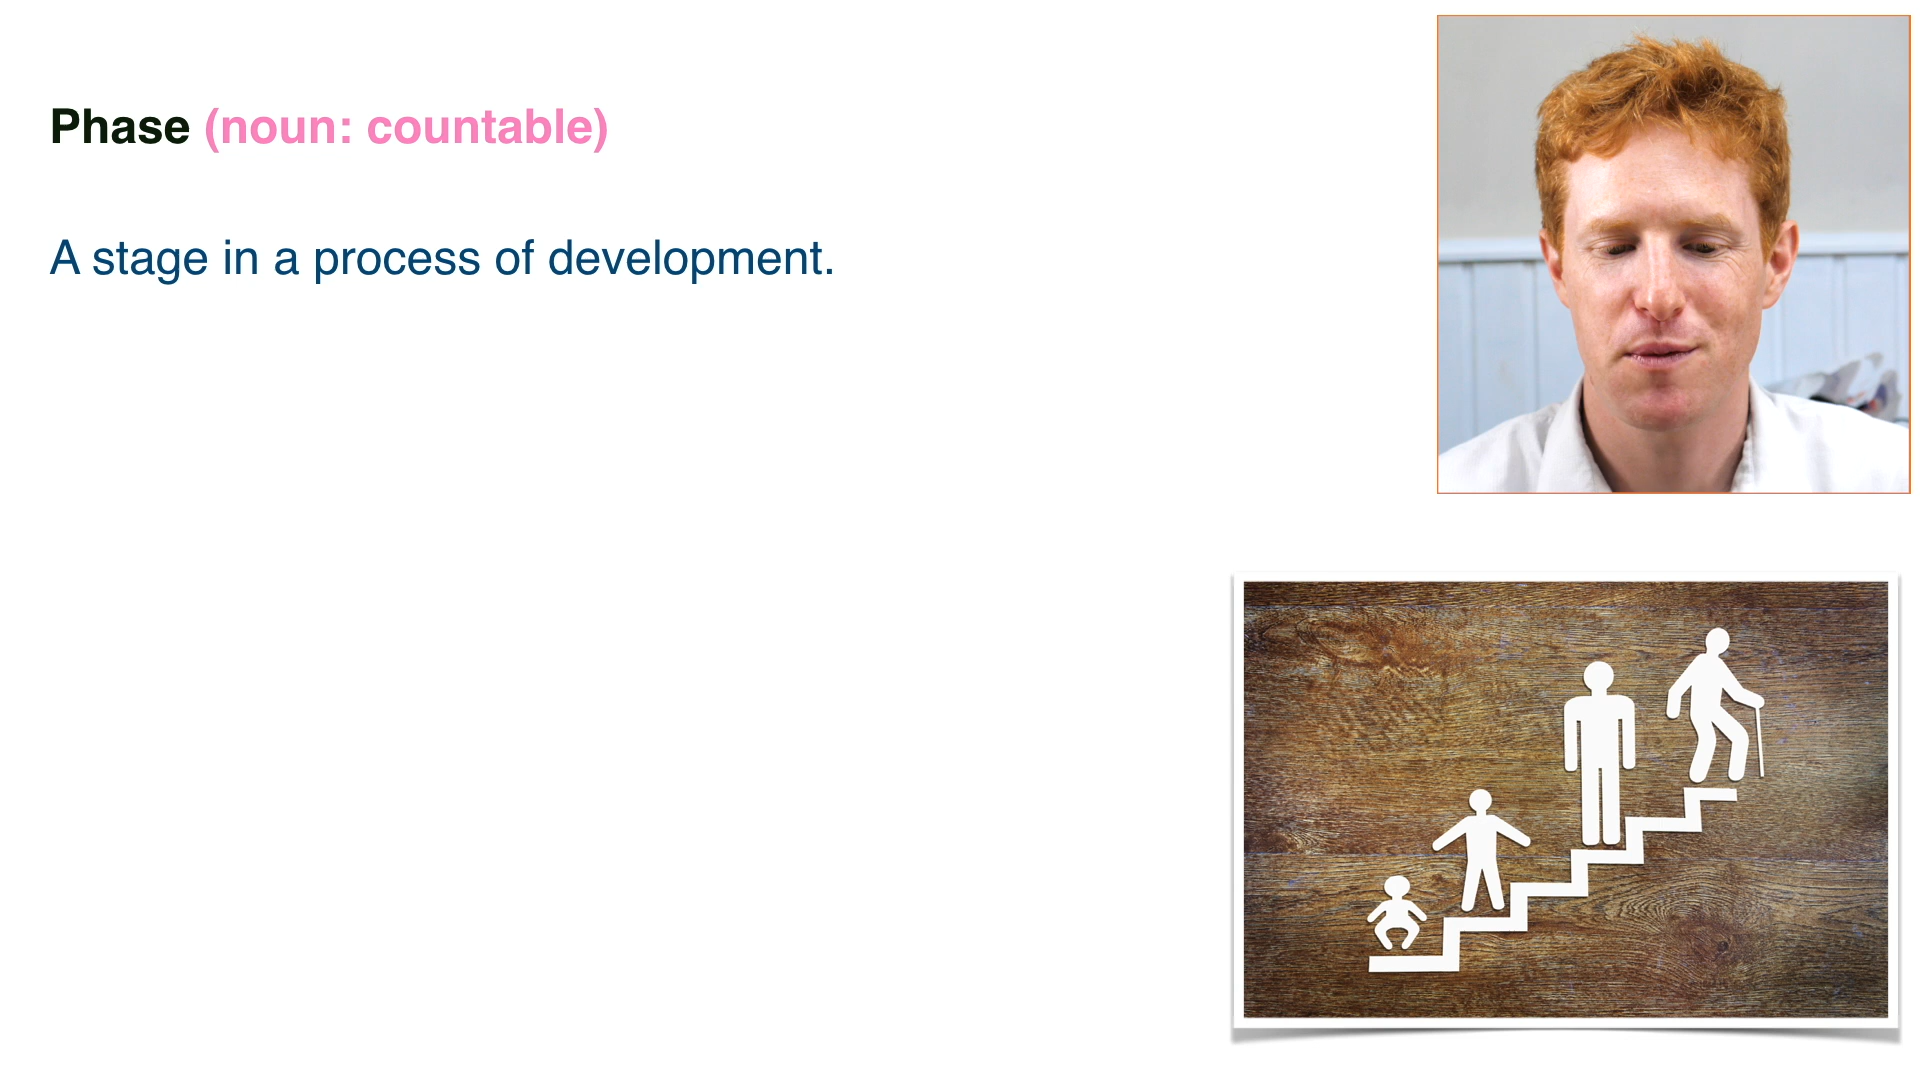 Phase (noun: countable)
A stage in a process of development.